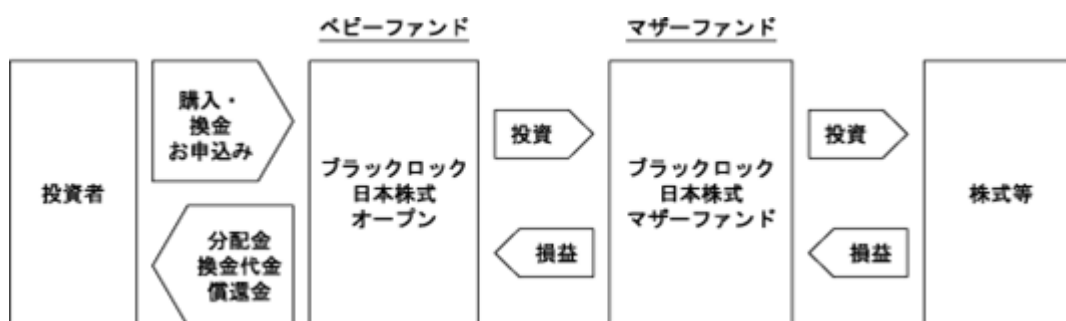 ベビーファンド
マザーファンド
投資者
購入・
換金
お申込み
分配金
換金代金
償還金
ブラックロック
日本株式
オープン
投資
損益
ブラックロック
日本株式
マザーファンド
投資
損益
株式等